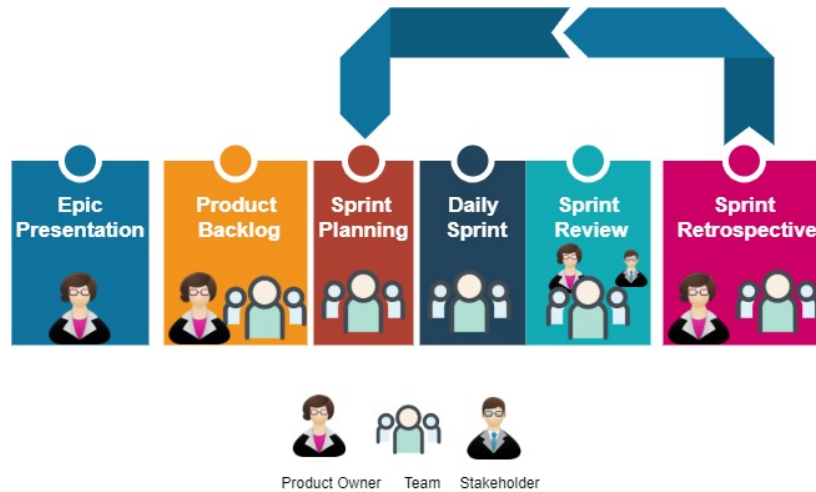 Epic
Presentation
Product
Backlog
Sprint
Planning
Daily
Sprint
Sprint
Review
Sprint
Retrospective
Product Owner
Team
Stakeholder